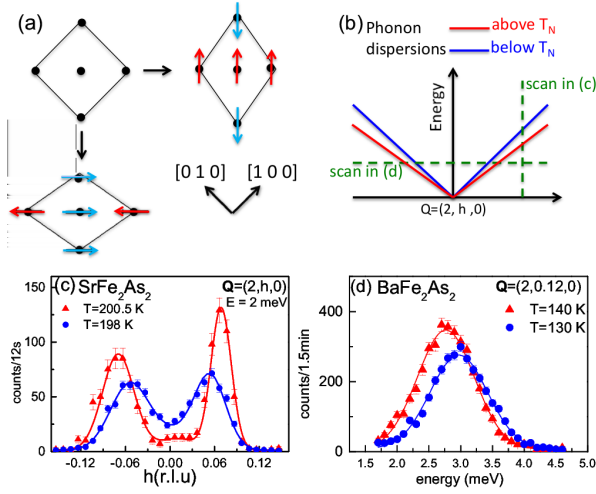 (a)
[0 1 0] [1 0 0]
(b) Phonon dispersions
above T_N
below T_N
Energy
scan in (c)
scan in (d)
Q=(2, h ,0)
(c) SrFe₂As₂
Q=(2,h,0)
E = 2 meV
T=200.5 K
T=198 K
150
100
50
0
counts/12s
-0.12 -0.06 0.00 0.06 0.12
h(r.l.u)
(d) BaFe₂As₂
Q=(2,0.12,0)
T=140 K
T=130 K
400
200
0
counts/1.5min
1.5 2.0 2.5 3.0 3.5 4.0 4.5 5.0
energy (meV)